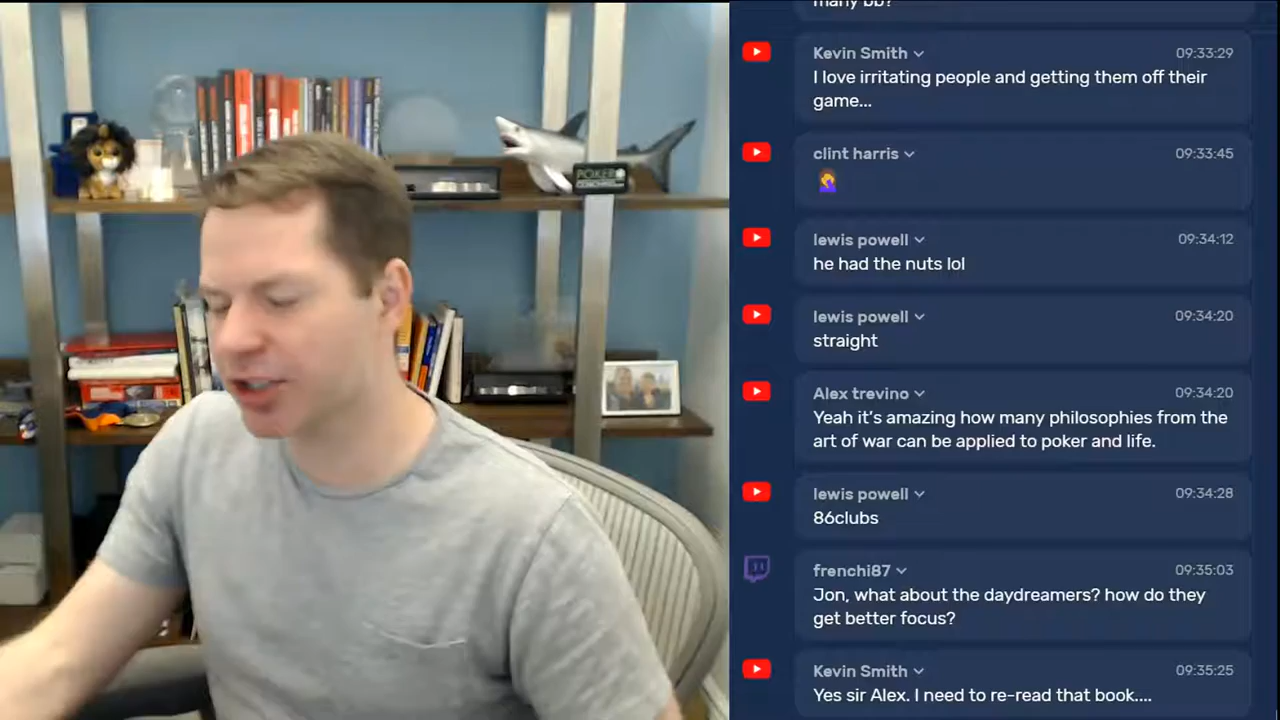 many bb?
Kevin Smith 09:33:29
I love irritating people and getting them off their
game...
clint harris 09:33:45
lewis powell 09:34:12
he had the nuts lol
lewis powell 09:34:20
straight
Alex trevino 09:34:20
Yeah it's amazing how many philosophies from the
art of war can be applied to poker and life.
lewis powell 09:34:28
86clubs
frenchi87 09:35:03
Jon, what about the daydreamers? how do they
get better focus?
Kevin Smith 09:35:25
Yes sir Alex. I need to re-read that book....
POKER